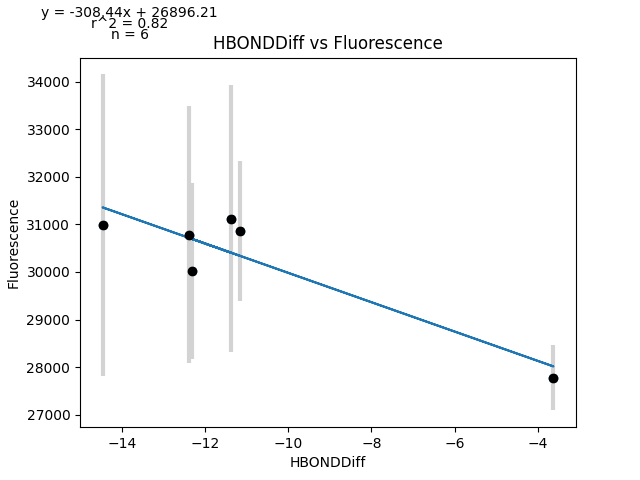 y = -308.44x + 26896.21
r^2 = 0.82
n = 6
HBONDDiff vs Fluorescence
Fluorescence
34000
33000
32000
31000
30000
29000
28000
27000
−14
−12
−10
−8
−6
−4
HBONDDiff